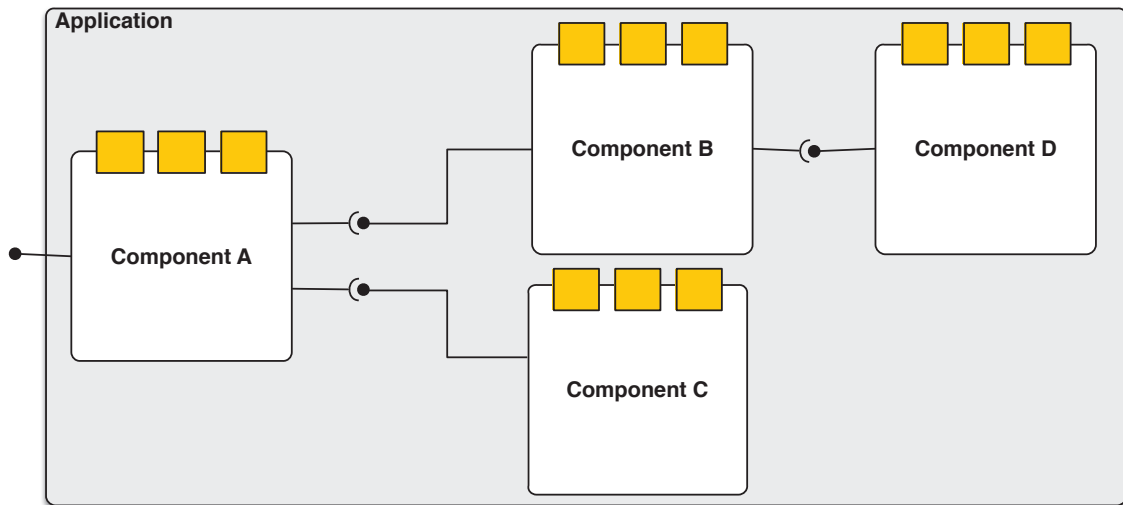 Application
Component B
Component D
Component A
Component C